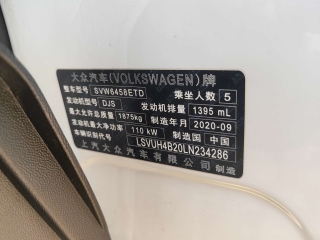 大众汽车(VOLKSWAGEN)牌
整车型号 SVW6458ETD 乘坐人数 5
发动机型号 DJS 发动机排量 1395 mL
最大允许总质量 1875kg 制造年月 2020-09
发动机最大净功率 110 kW 制造国 中国
车辆识别代号 LSVUH4B20LN234286
上汽大众汽车有限公司 制造